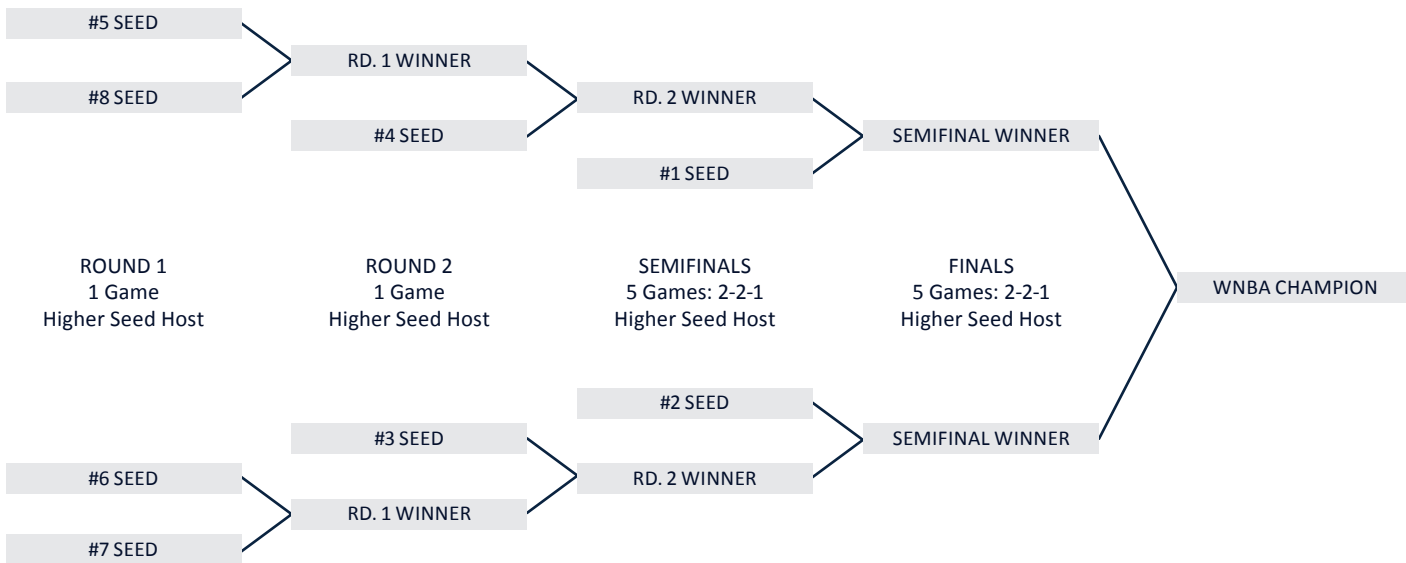 #5 SEED
RD. 1 WINNER
#8 SEED
RD. 2 WINNER
#4 SEED
SEMIFINAL WINNER
#1 SEED
ROUND 1
1 Game
Higher Seed Host
ROUND 2
1 Game
Higher Seed Host
SEMIFINALS
5 Games: 2-2-1
Higher Seed Host
FINALS
5 Games: 2-2-1
Higher Seed Host
WNBA CHAMPION
#2 SEED
#3 SEED
SEMIFINAL WINNER
#6 SEED
RD. 2 WINNER
RD. 1 WINNER
#7 SEED